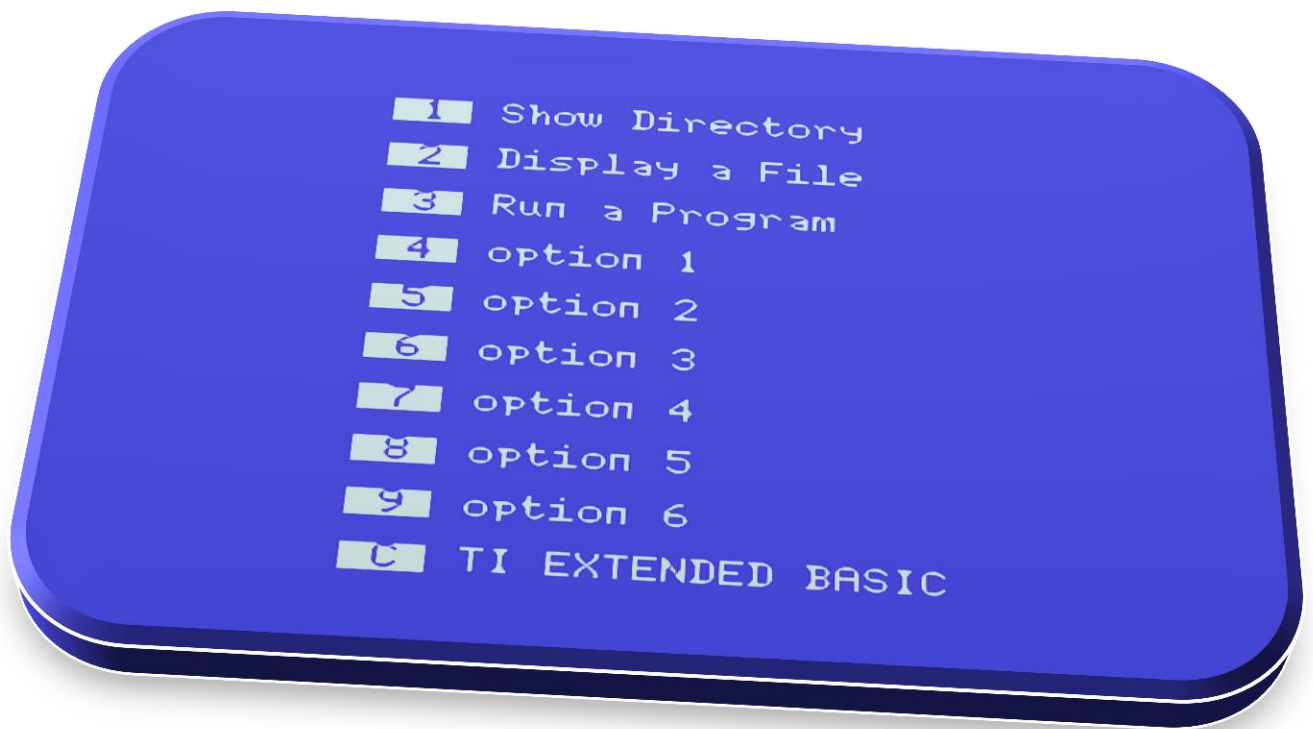 1 Show Directory
2 Display a File
3 Run a Program
4 option 1
5 option 2
6 option 3
7 option 4
8 option 5
9 option 6
C TI EXTENDED BASIC